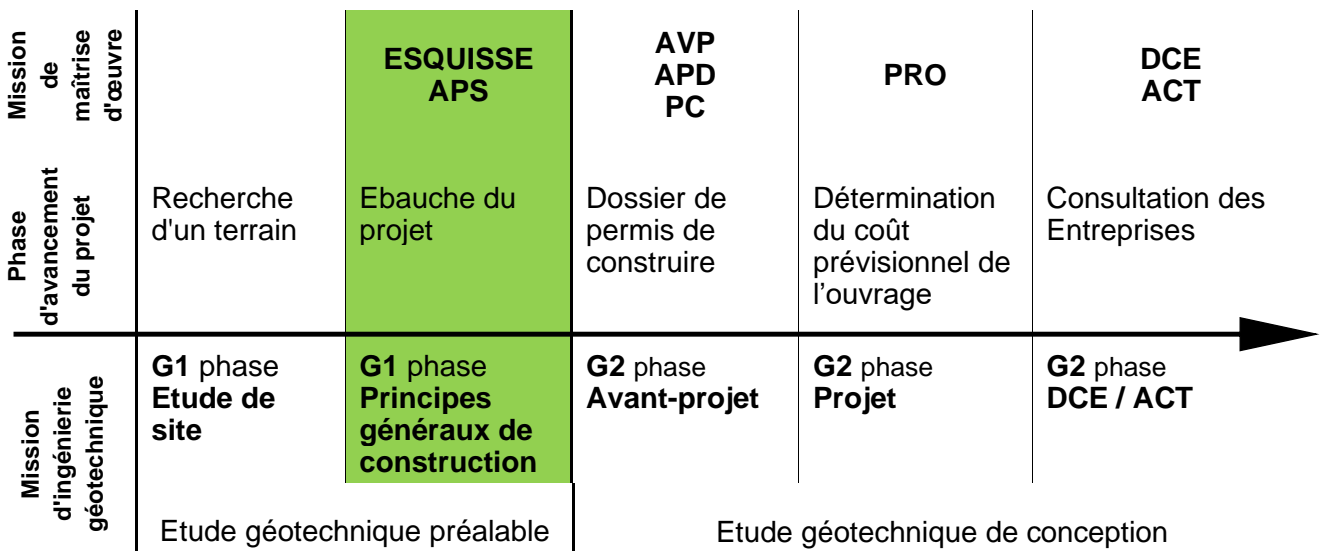 Mission
de
maîtrise
d'œuvre
ESQUISSE
APS
AVP
APD
PC
PRO
DCE
ACT
Phase
d'avancement
du projet
Recherche
d'un terrain
Ebauche du
projet
Dossier de
permis de
construire
Détermination
du coût
prévisionnel de
l'ouvrage
Consultation des
Entreprises
Mission
d'ingénierie
géotechnique
G1 phase
Etude de
site
G1 phase
Principes
généraux de
construction
G2 phase
Avant-projet
G2 phase
Projet
G2 phase
DCE / ACT
Etude géotechnique préalable
Etude géotechnique de conception